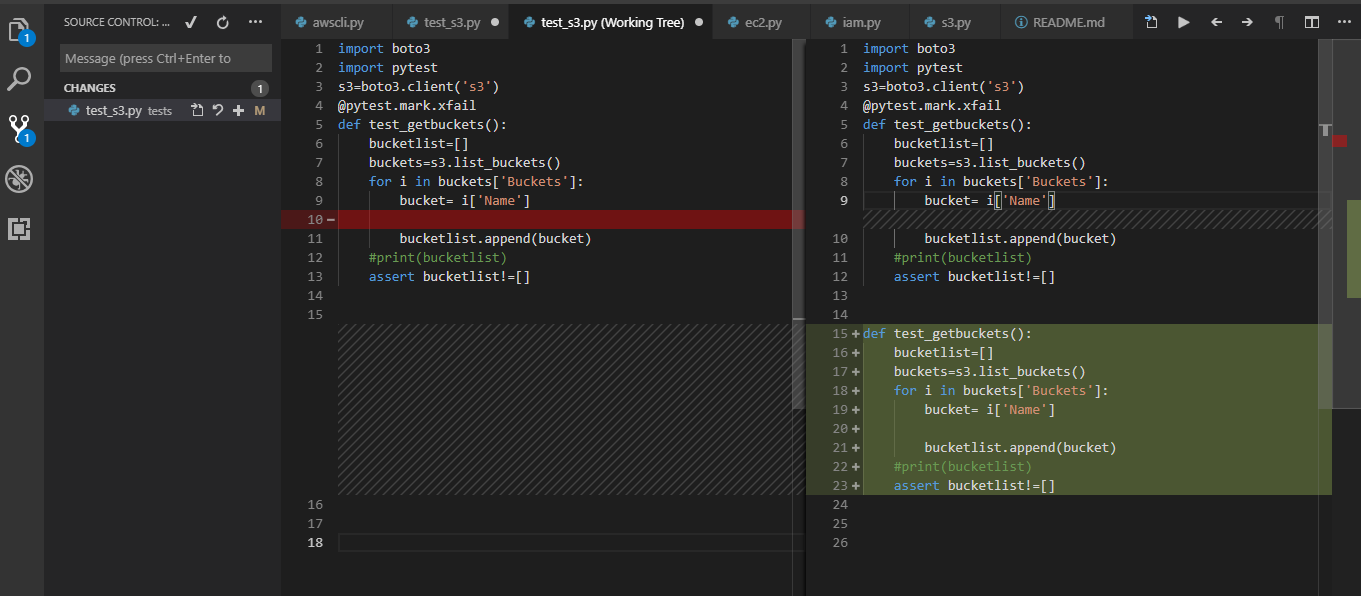 SOURCE CONTROL: ...
awscli.py
test_s3.py
test_s3.py (Working Tree)
ec2.py
iam.py
s3.py
README.md
1
Message (press Ctrl+Enter to
CHANGES 1
test_s3.py tests M
1
1 import boto3
2 import pytest
3 s3=boto3.client('s3')
4 @pytest.mark.xfail
5 def test_getbuckets():
6 bucketlist=[]
7 buckets=s3.list_buckets()
8 for i in buckets['Buckets']:
9 bucket= i['Name']
10 −
11 bucketlist.append(bucket)
12 #print(bucketlist)
13 assert bucketlist!=[]
14
15
16
17
18
1 import boto3
2 import pytest
3 s3=boto3.client('s3')
4 @pytest.mark.xfail
5 def test_getbuckets():
6 bucketlist=[]
7 buckets=s3.list_buckets()
8 for i in buckets['Buckets']:
9 bucket= i['Name']
10 bucketlist.append(bucket)
11 #print(bucketlist)
12 assert bucketlist!=[]
13
14
15 + def test_getbuckets():
16 + bucketlist=[]
17 + buckets=s3.list_buckets()
18 + for i in buckets['Buckets']:
19 + bucket= i['Name']
20 +
21 + bucketlist.append(bucket)
22 + #print(bucketlist)
23 + assert bucketlist!=[]
24
25
26